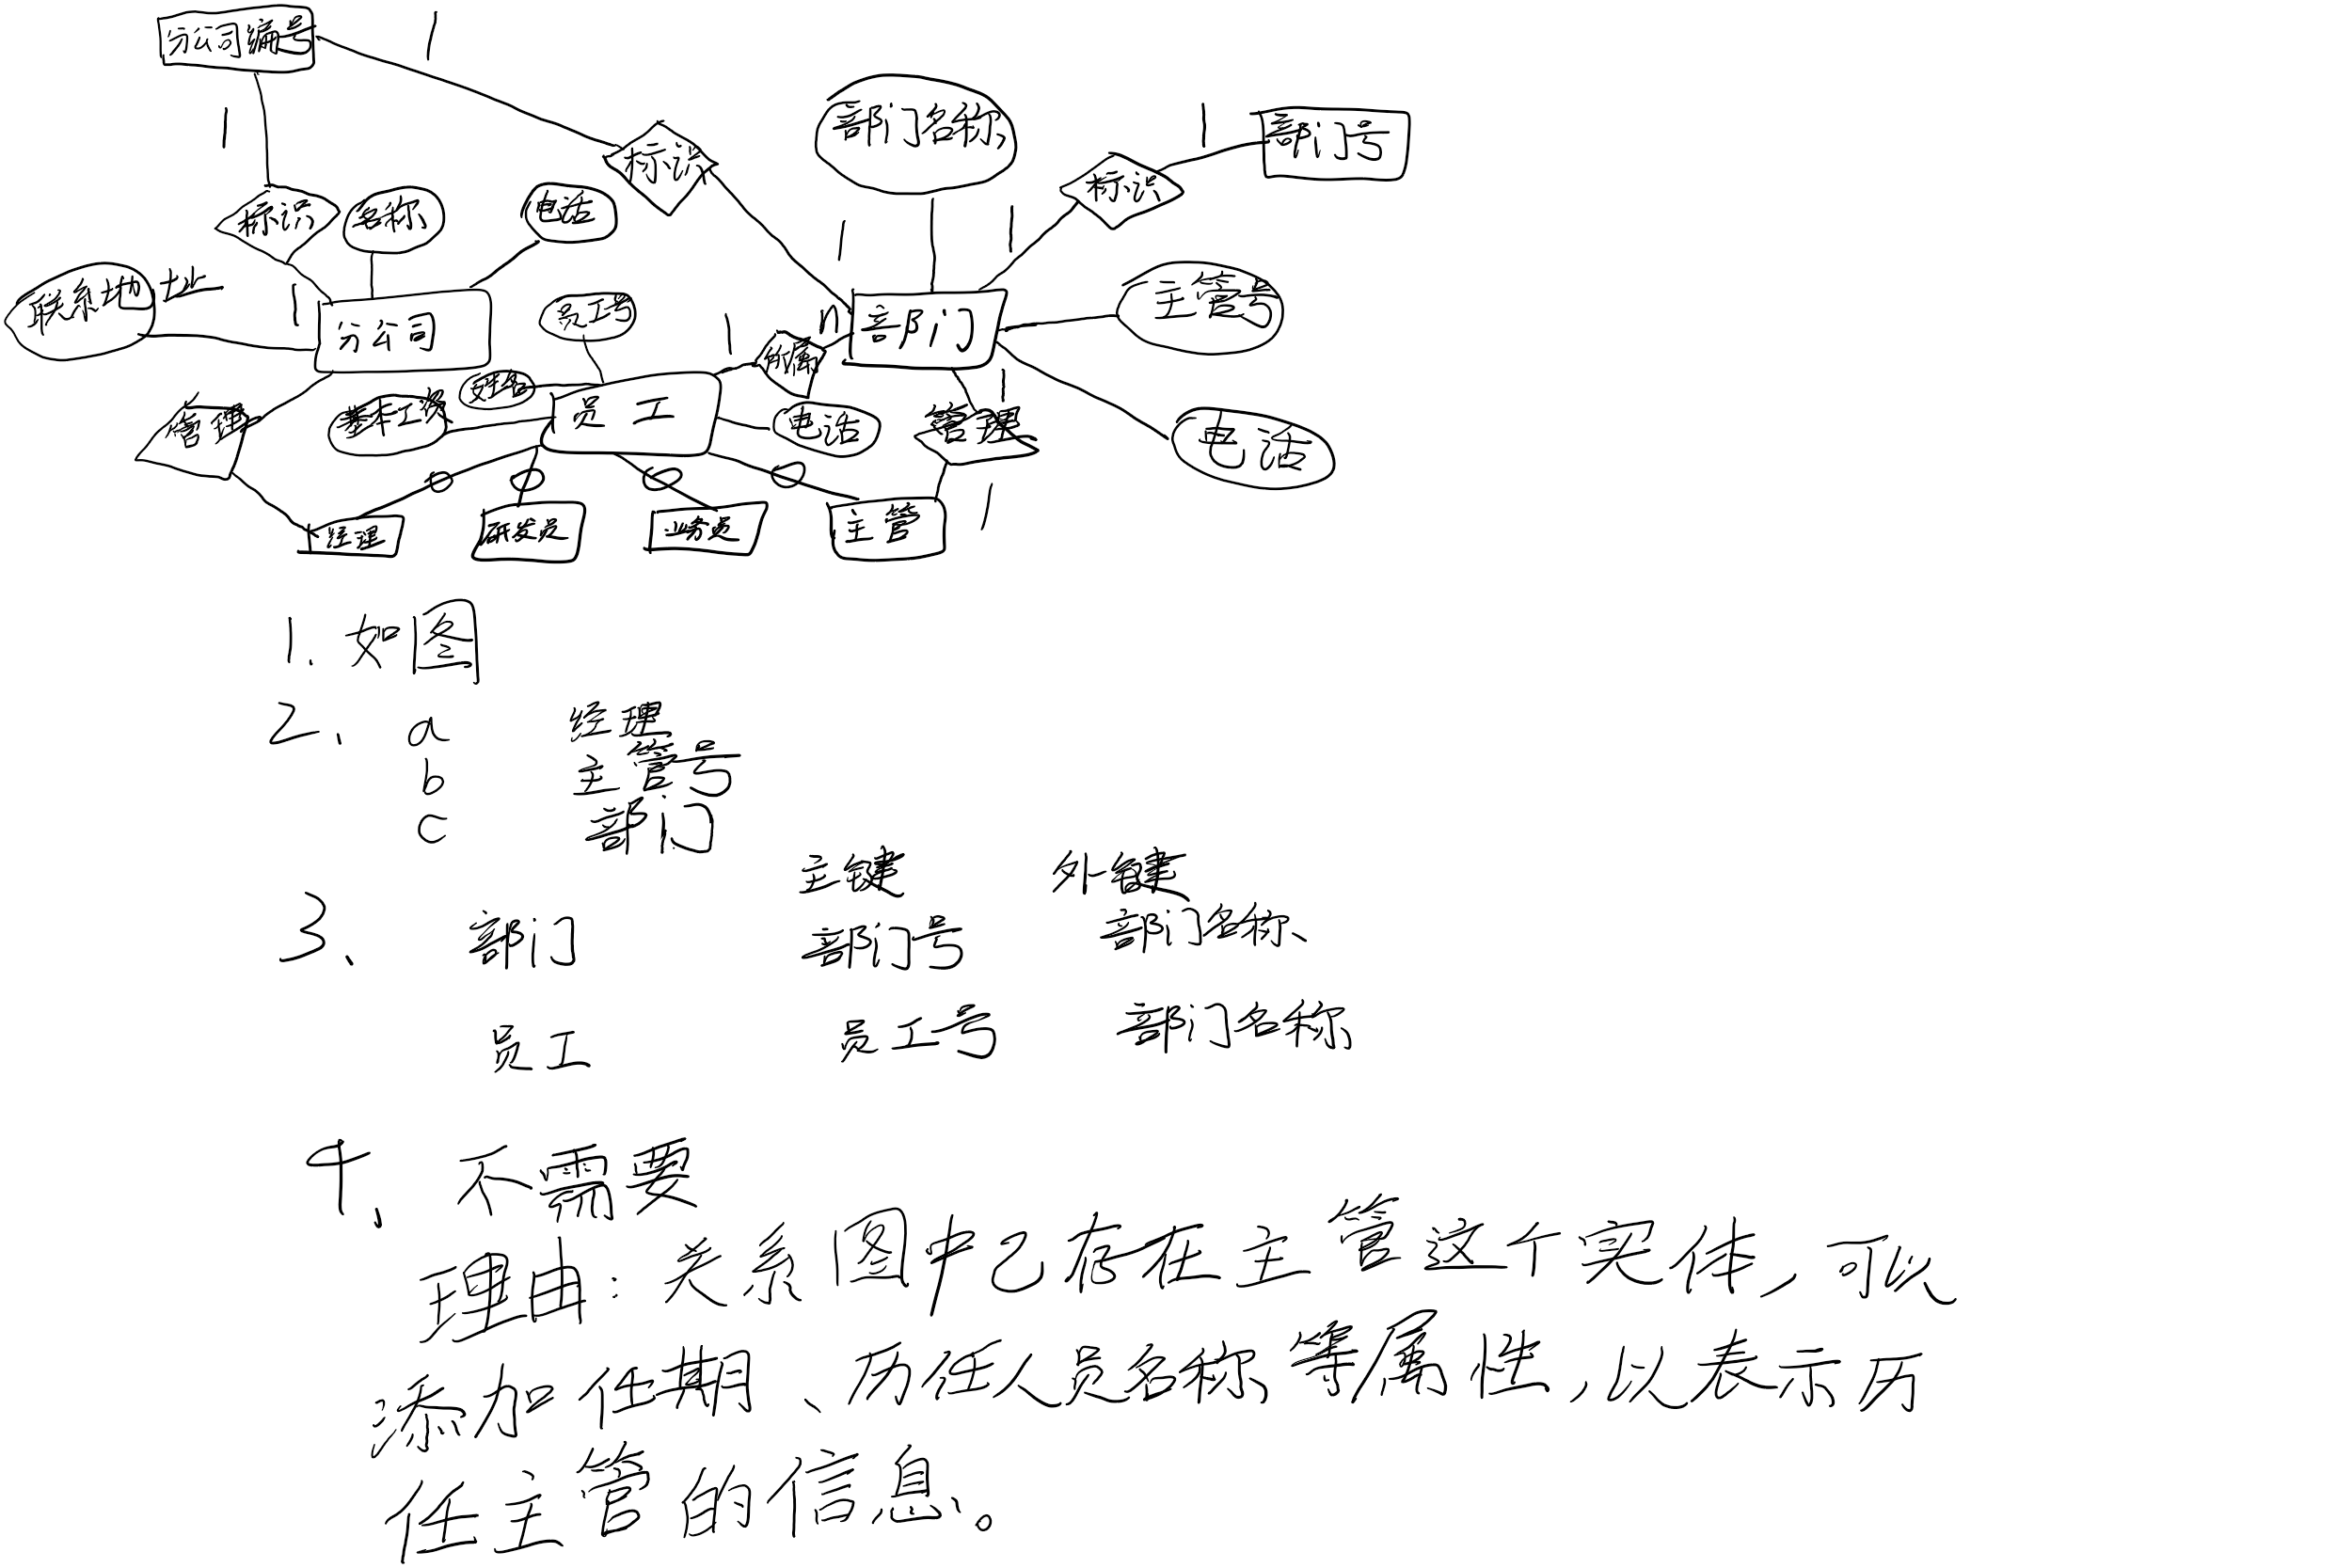 分公司编号
1
1
标识
部门名称
1
部门号
标识
标识
名称
电话
1
1
联系地址
1
主管号
分公司
员工号
1
n
部门
所属
姓名
基本工资
员工
电话
管理
1
管理
电话
经理
研发员
业务员
主管
1
1、如图
2、 a 经理
b 主管号
c 部门
主键 外键
3、 部门 部门号 部门名称、
员工 员工号 部门名称
4、不需要
理由:关系图中已存在主管这个实体,可以
添加任期、历任人员名称等属性,以表示历
任主管的信息。